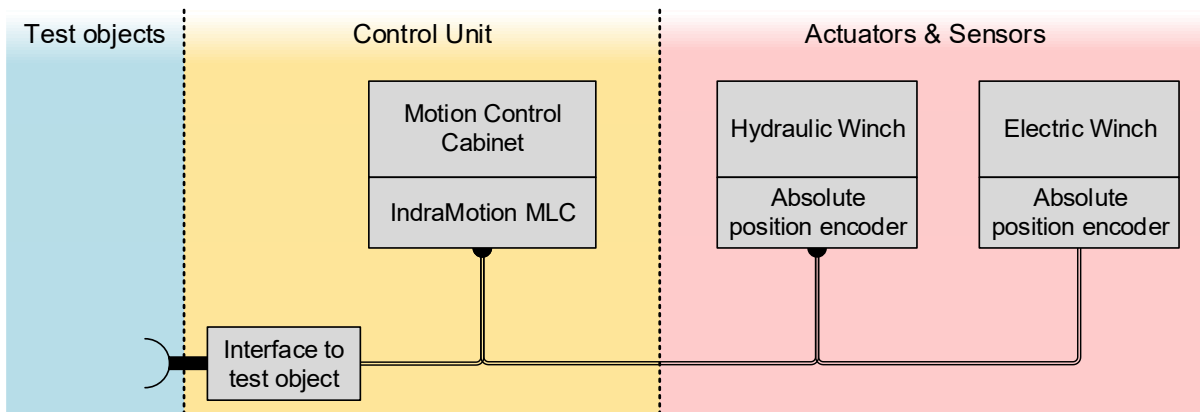 Test objects
Control Unit
Actuators & Sensors
Motion Control
Cabinet
IndraMotion MLC
Hydraulic Winch
Absolute
position encoder
Electric Winch
Absolute
position encoder
Interface to
test object